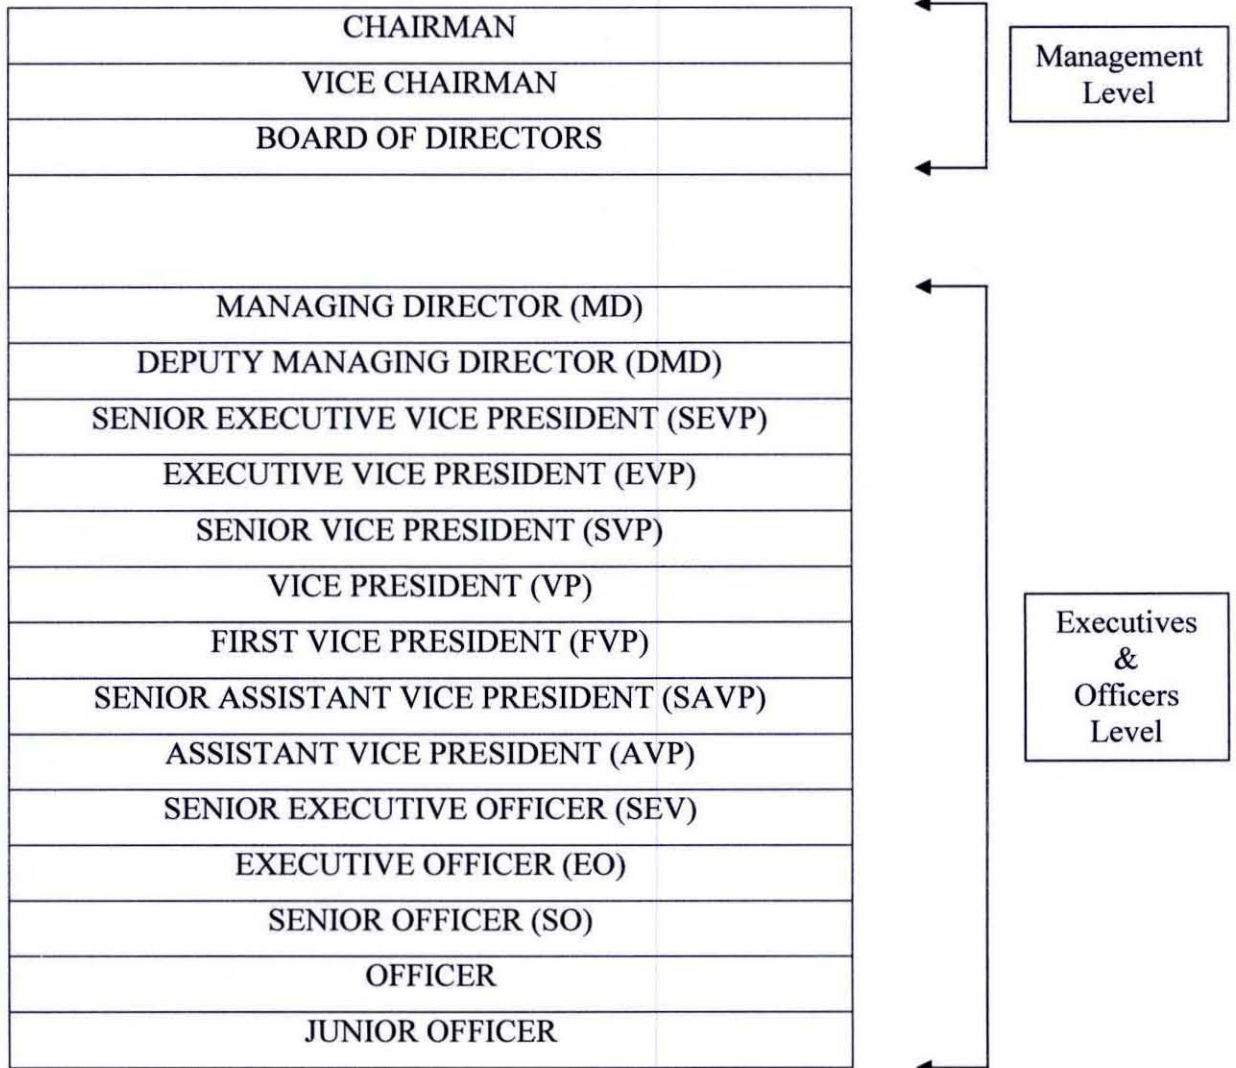 CHAIRMAN
VICE CHAIRMAN
BOARD OF DIRECTORS
Management
Level
MANAGING DIRECTOR (MD)
DEPUTY MANAGING DIRECTOR (DMD)
SENIOR EXECUTIVE VICE PRESIDENT (SEVP)
EXECUTIVE VICE PRESIDENT (EVP)
SENIOR VICE PRESIDENT (SVP)
VICE PRESIDENT (VP)
FIRST VICE PRESIDENT (FVP)
SENIOR ASSISTANT VICE PRESIDENT (SAVP)
ASSISTANT VICE PRESIDENT (AVP)
SENIOR EXECUTIVE OFFICER (SEV)
EXECUTIVE OFFICER (EO)
SENIOR OFFICER (SO)
OFFICER
JUNIOR OFFICER
Executives
&
Officers
Level